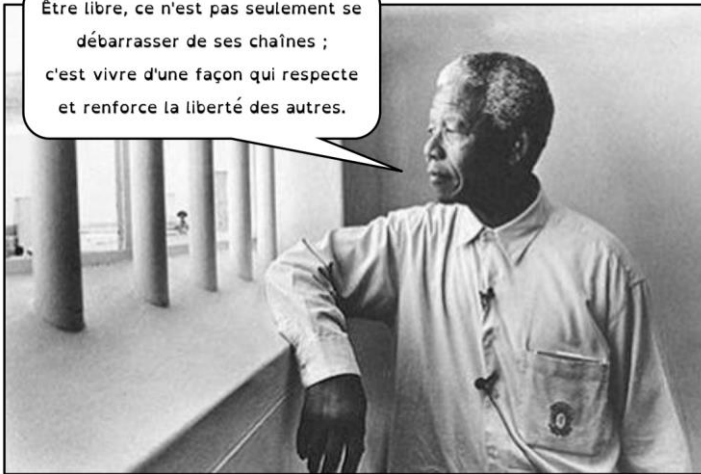 Être libre, ce n'est pas seulement se
débarrasser de ses chaînes ;
c'est vivre d'une façon qui respecte
et renforce la liberté des autres.